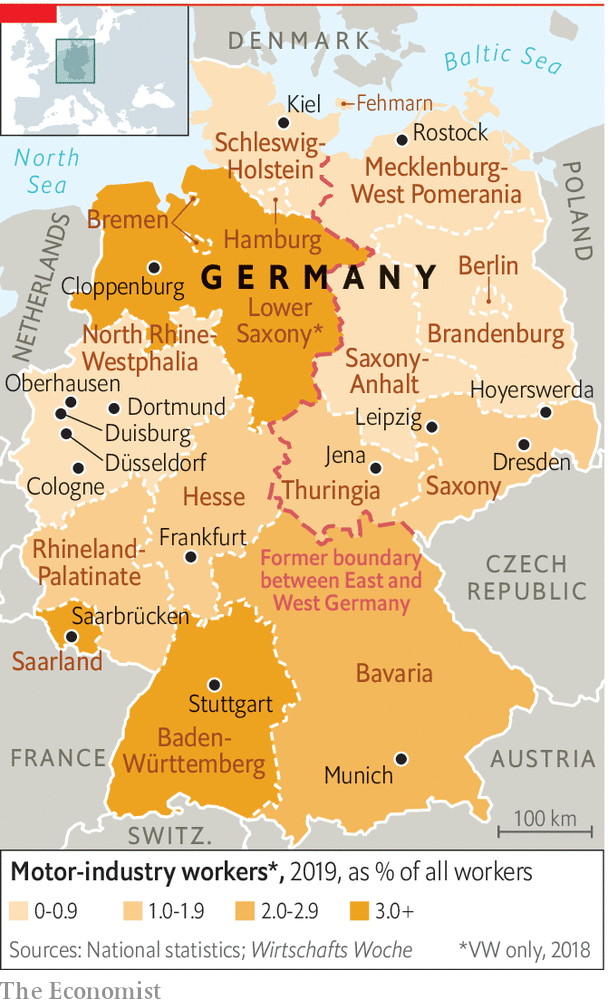 DENMARK
Baltic Sea
Kiel
Fehmarn
Rostock
Schleswig-
Holstein
Mecklenburg-
West Pomerania
North
Sea
POLAND
Bremen
Hamburg
NETHERLANDS
Cloppenburg
GERMANY
Berlin
Lower
Saxony*
Brandenburg
North Rhine-
Westphalia
Saxony-
Anhalt
Oberhausen
Hoyerswerda
Dortmund
Leipzig
Duisburg
Düsseldorf
Jena
Dresden
Cologne
Hesse
Thuringia
Saxony
Frankfurt
Rhineland-
Palatinate
Former boundary
between East and
West Germany
CZECH
REPUBLIC
Saarbrücken
Saarland
Bavaria
Stuttgart
Baden-
Württemberg
FRANCE
Munich
AUSTRIA
SWITZ.
100 km
Motor-industry workers*, 2019, as % of all workers
0-0.9 1.0-1.9 2.0-2.9 3.0+
Sources: National statistics; Wirtschafts Woche *VW only, 2018
The Economist